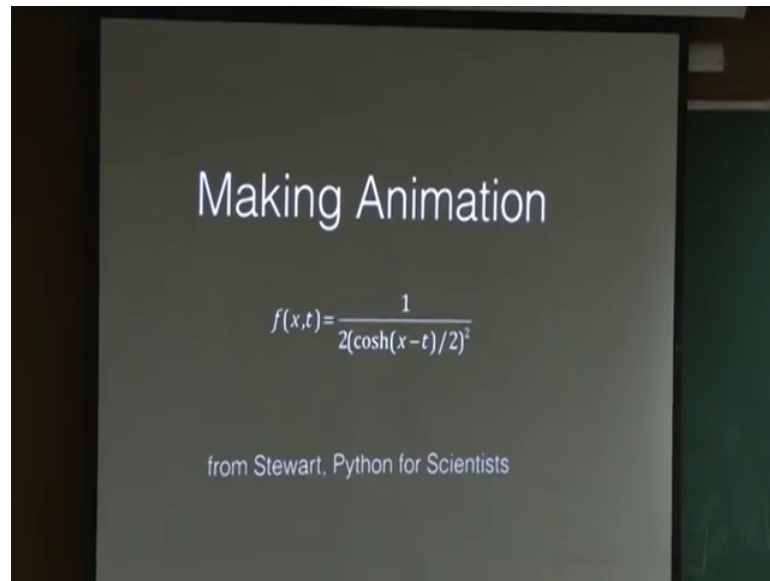 Making Animation
f(x,t)=1/2(cosh(x−t)/2)²
from Stewart, Python for Scientists